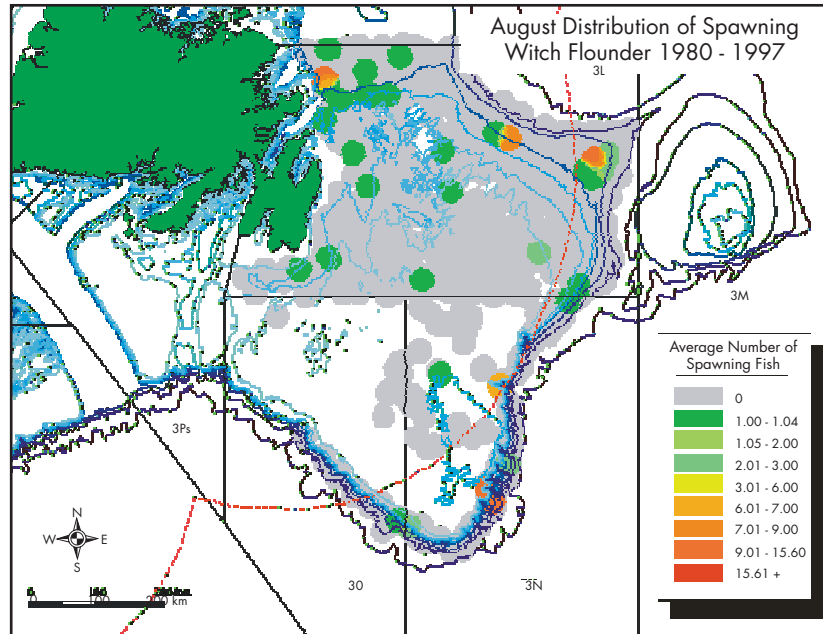 August Distribution of Spawning
Witch Flounder 1980 - 1997
3L
3M
Average Number of
Spawning Fish
0
1.00 - 1.04
1.05 - 2.00
2.01 - 3.00
3.01 - 6.00
6.01 - 7.00
7.01 - 9.00
9.01 - 15.60
15.61 +
3Ps
N
W E
S
100 200 km
30
3N